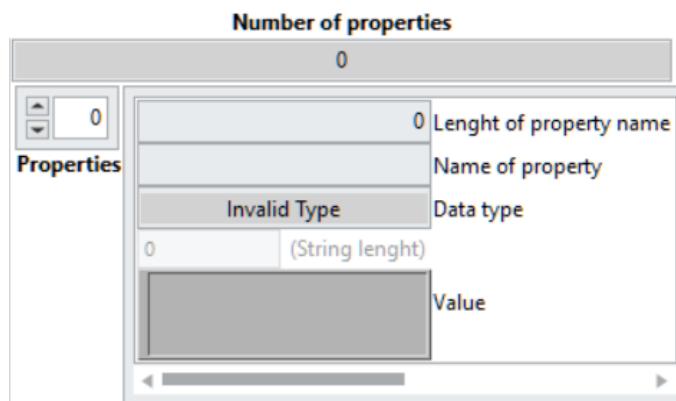 Number of properties
0
0
Properties
0 Lenght of property name
Name of property
Invalid Type Data type
0 (String lenght)
Value